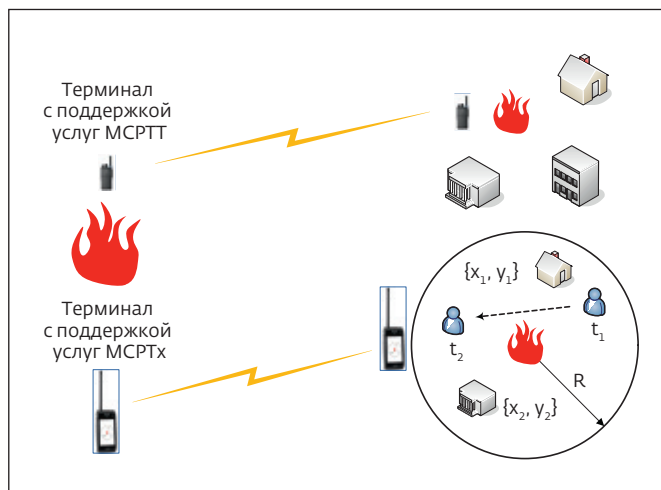 Терминал
с поддержкой
услуг MCPTT
Терминал
с поддержкой
услуг MCPTx
{x₁, y₁}
t₁
t₂
R
{x₂, y₂}